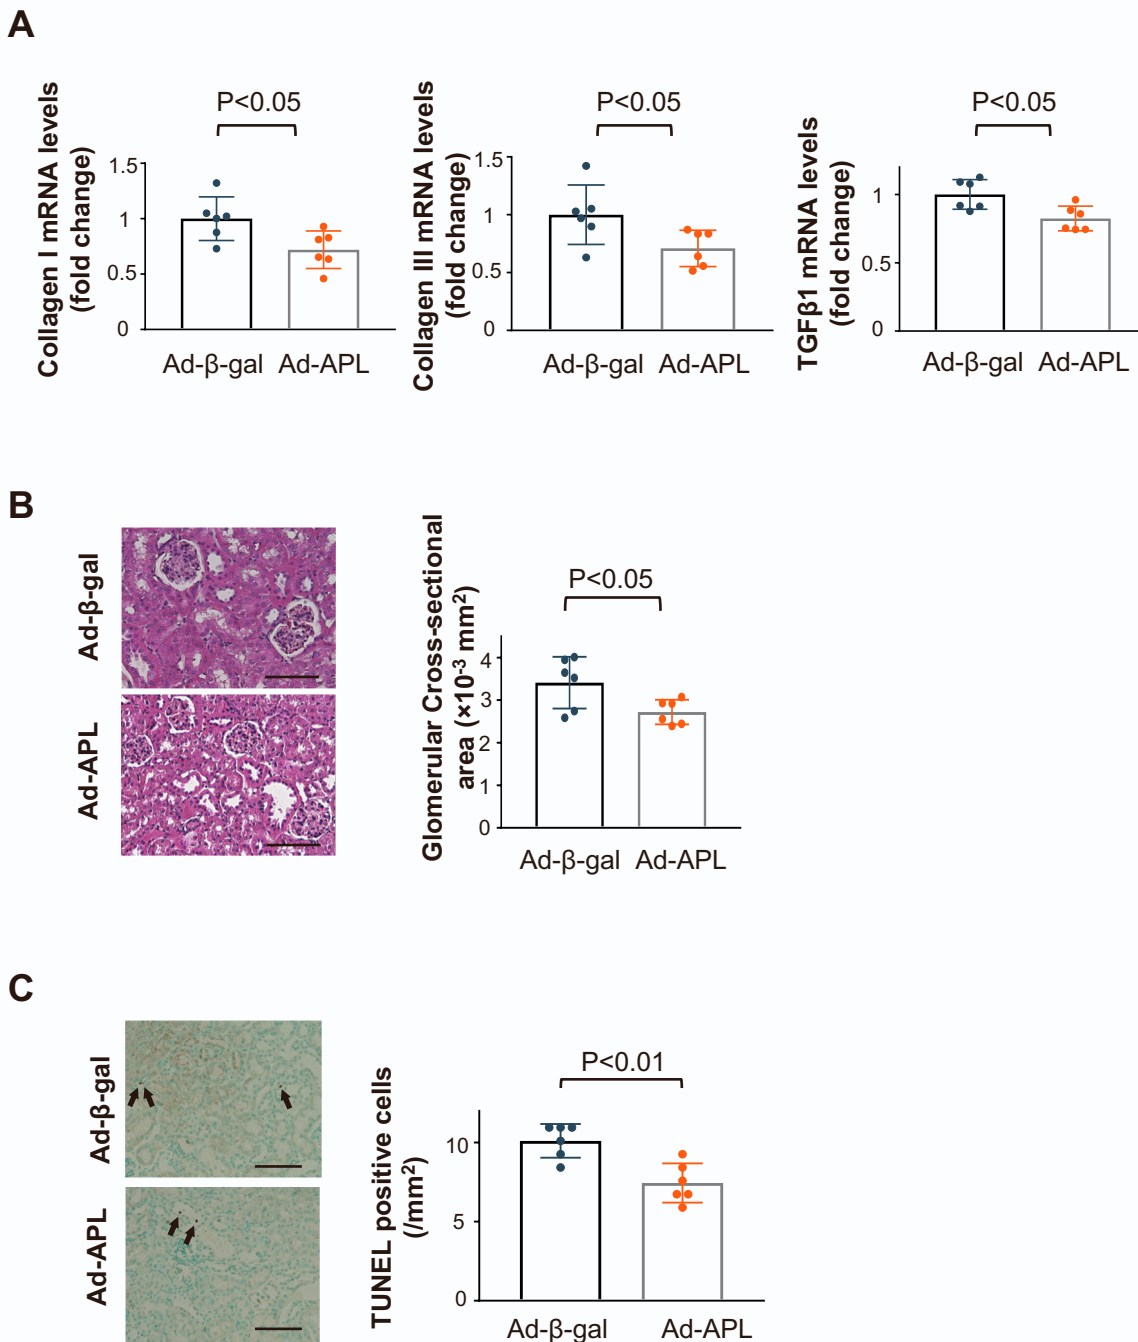 A
Collagen I mRNA levels
(fold change)
P<0.05
1.5
1
0.5
0
Ad-β-gal
Ad-APL
Collagen III mRNA levels
(fold change)
P<0.05
1.5
1
0.5
0
Ad-β-gal
Ad-APL
TGFβ1 mRNA levels
(fold change)
P<0.05
1
0.5
0
Ad-β-gal
Ad-APL
B
Ad-β-gal
Ad-APL
Glomerular Cross-sectional
area (×10⁻³ mm²)
P<0.05
4
3
2
1
0
Ad-β-gal
Ad-APL
C
Ad-β-gal
Ad-APL
TUNEL positive cells
(/mm²)
P<0.01
10
5
0
Ad-β-gal
Ad-APL